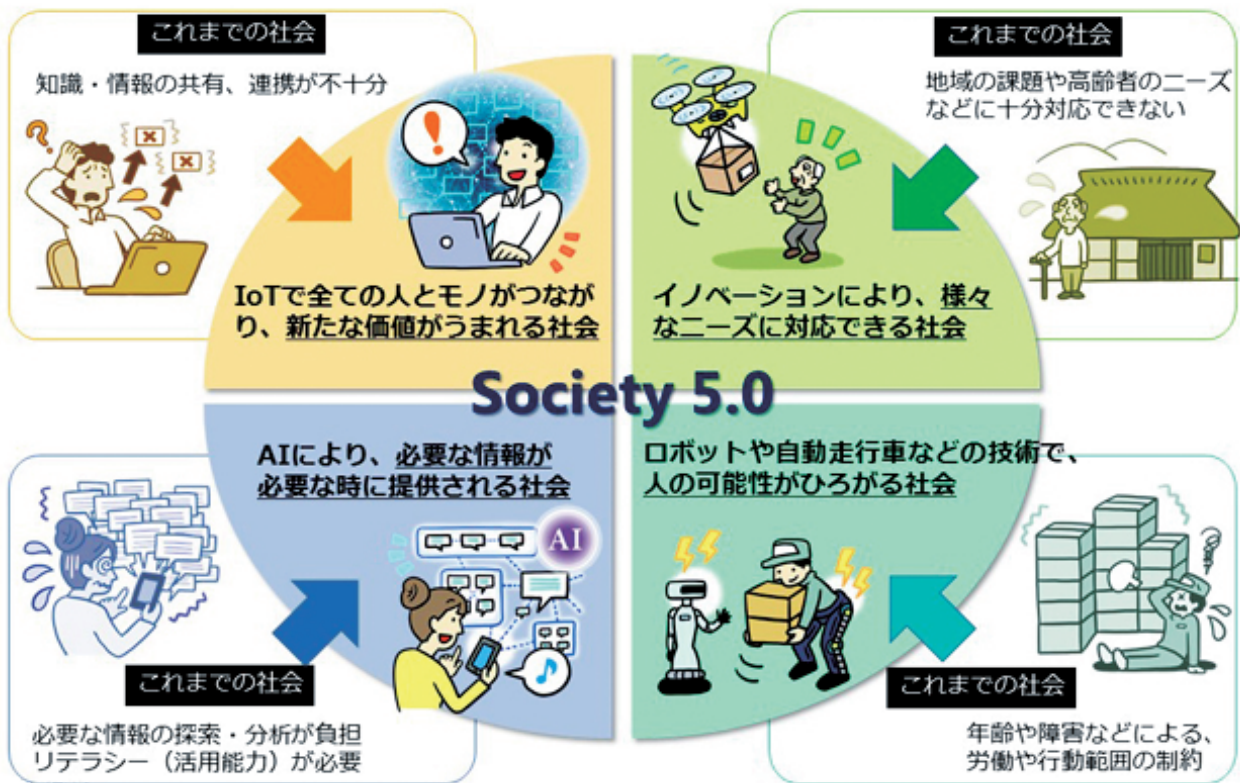 これまでの社会
知識・情報の共有、連携が不十分
IoTで全ての人とモノがつなが
り、新たな価値がうまれる社会
これまでの社会
地域の課題や高齢者のニーズ
などに十分対応できない
イノベーションにより、様々
なニーズに対応できる社会
Society 5.0
AIにより、必要な情報が
必要な時に提供される社会
AI
これまでの社会
必要な情報の探索・分析が負担
リテラシー（活用能力）が必要
ロボットや自動走行車などの技術で、
人の可能性がひろがる社会
これまでの社会
年齢や障害などによる、
労働や行動範囲の制約